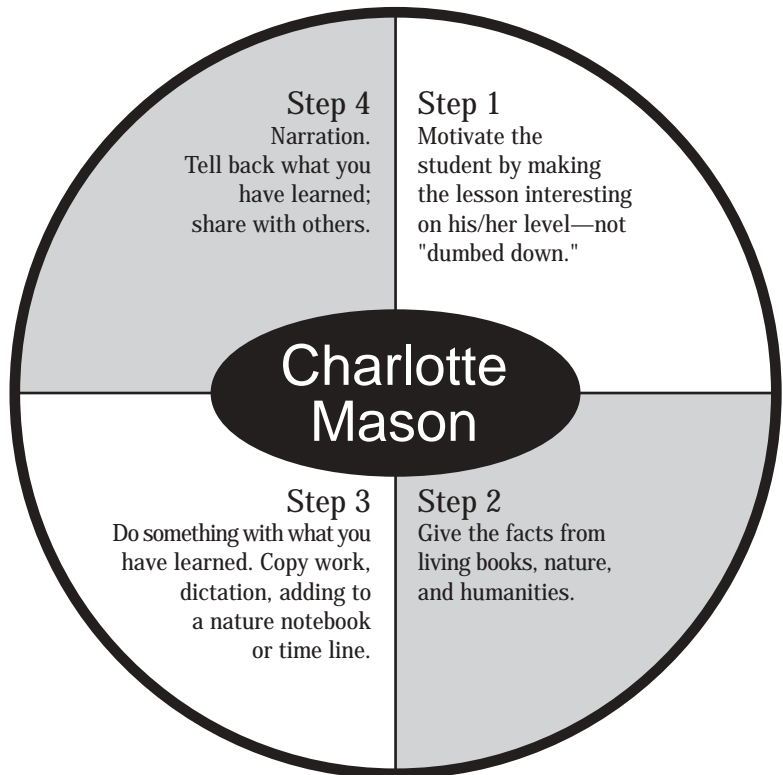 Step 1
Motivate the
student by making
the lesson interesting
on his/her level—not
"dumbed down."
Step 2
Give the facts from
living books, nature,
and humanities.
Step 3
Do something with what you
have learned. Copy work,
dictation, adding to
a nature notebook
or time line.
Step 4
Narration.
Tell back what you
have learned;
share with others.
Charlotte
Mason